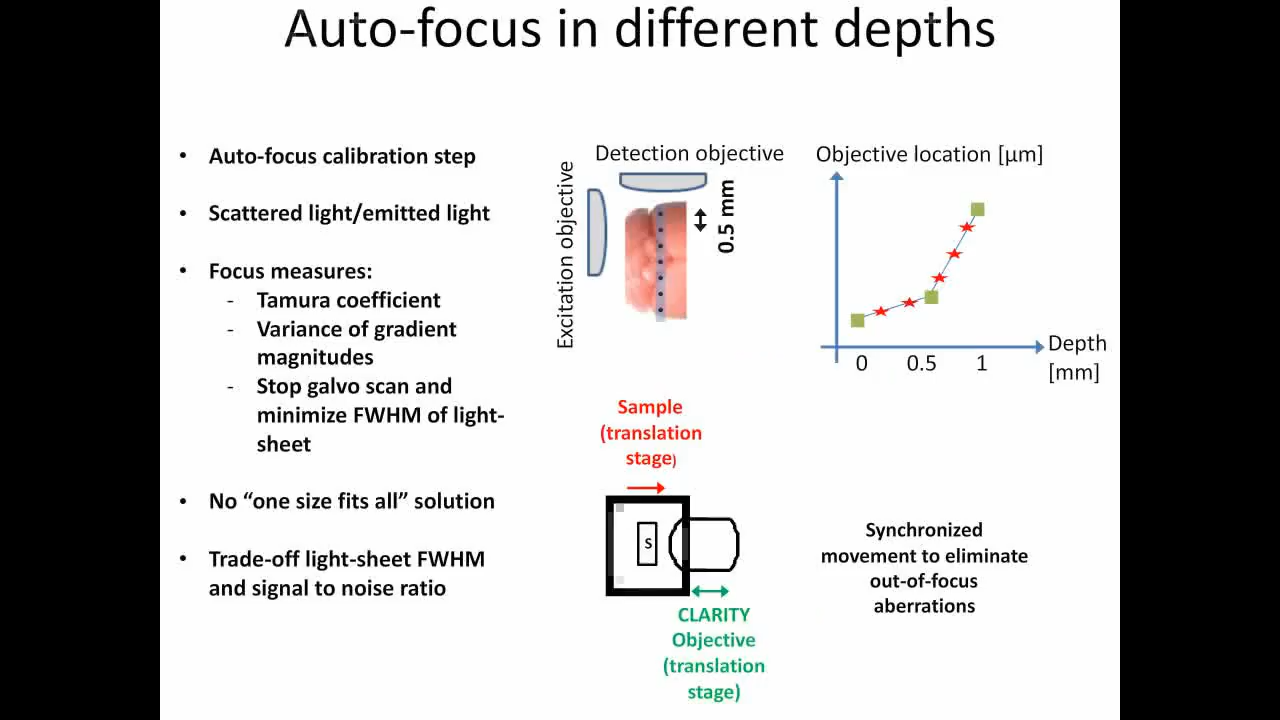 Auto-focus in different depths
• Auto-focus calibration step
• Scattered light/emitted light
• Focus measures:
- Tamura coefficient
- Variance of gradient
magnitudes
- Stop galvo scan and
minimize FWHM of light-
sheet
• No “one size fits all” solution
• Trade-off light-sheet FWHM
and signal to noise ratio
Detection objective
Excitation objective
0.5 mm
Objective location [µm]
Depth
[mm]
0 0.5 1
Sample
(translation
stage)
S
CLARITY
Objective
(translation
stage)
Synchronized
movement to eliminate
out-of-focus
aberrations